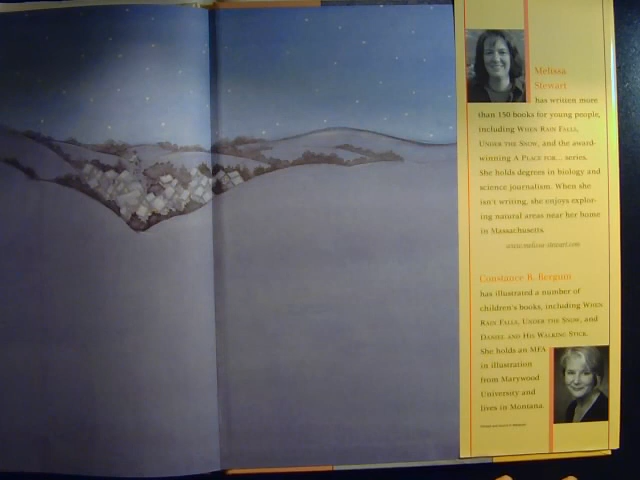 Melissa
Stewart
has written more
than 150 books for young people,
including WHEN RAIN FALLS,
UNDER THE SNOW, and the award-
winning A PLACE FOR... series.
She holds degrees in biology and
science journalism. When she
isn't writing, she enjoys explor-
ing natural areas near her home
in Massachusetts.
www.melissa-stewart.com
Constance R. Bergum
has illustrated a number of
children's books, including WHEN
RAIN FALLS, UNDER THE SNOW, and
DANIEL AND HIS WALKING STICK.
She holds an MFA
in illustration
from Marywood
University and
lives in Montana.